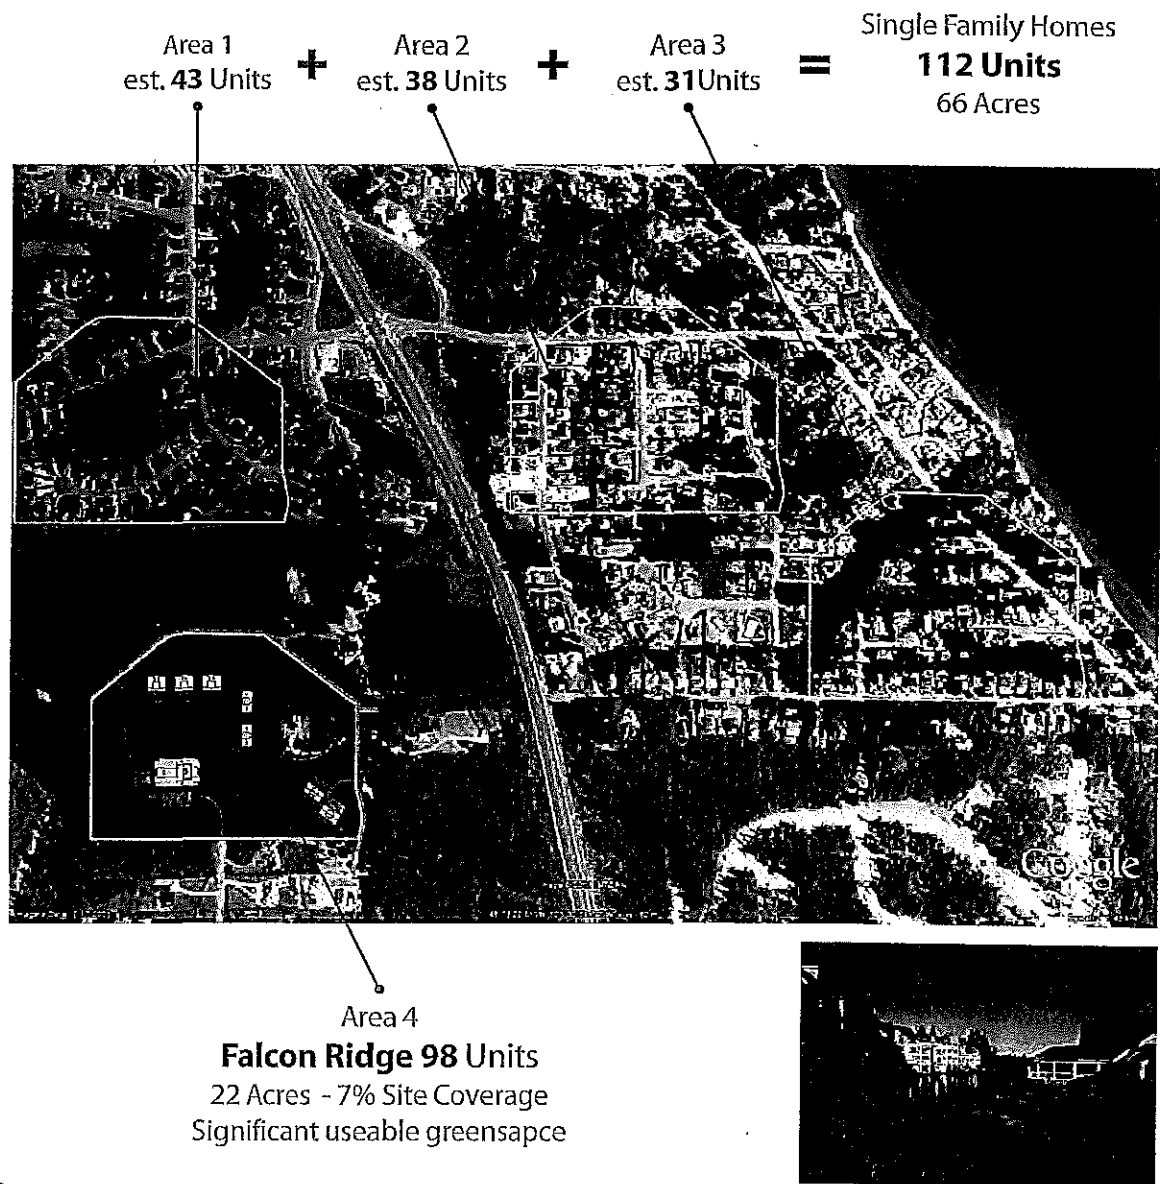 Area 1
est. 43 Units
+
Area 2
est. 38 Units
+
Area 3
est. 31Units
=
Single Family Homes
112 Units
66 Acres
Google
Area 4
Falcon Ridge 98 Units
22 Acres - 7% Site Coverage
Significant useable greensapce